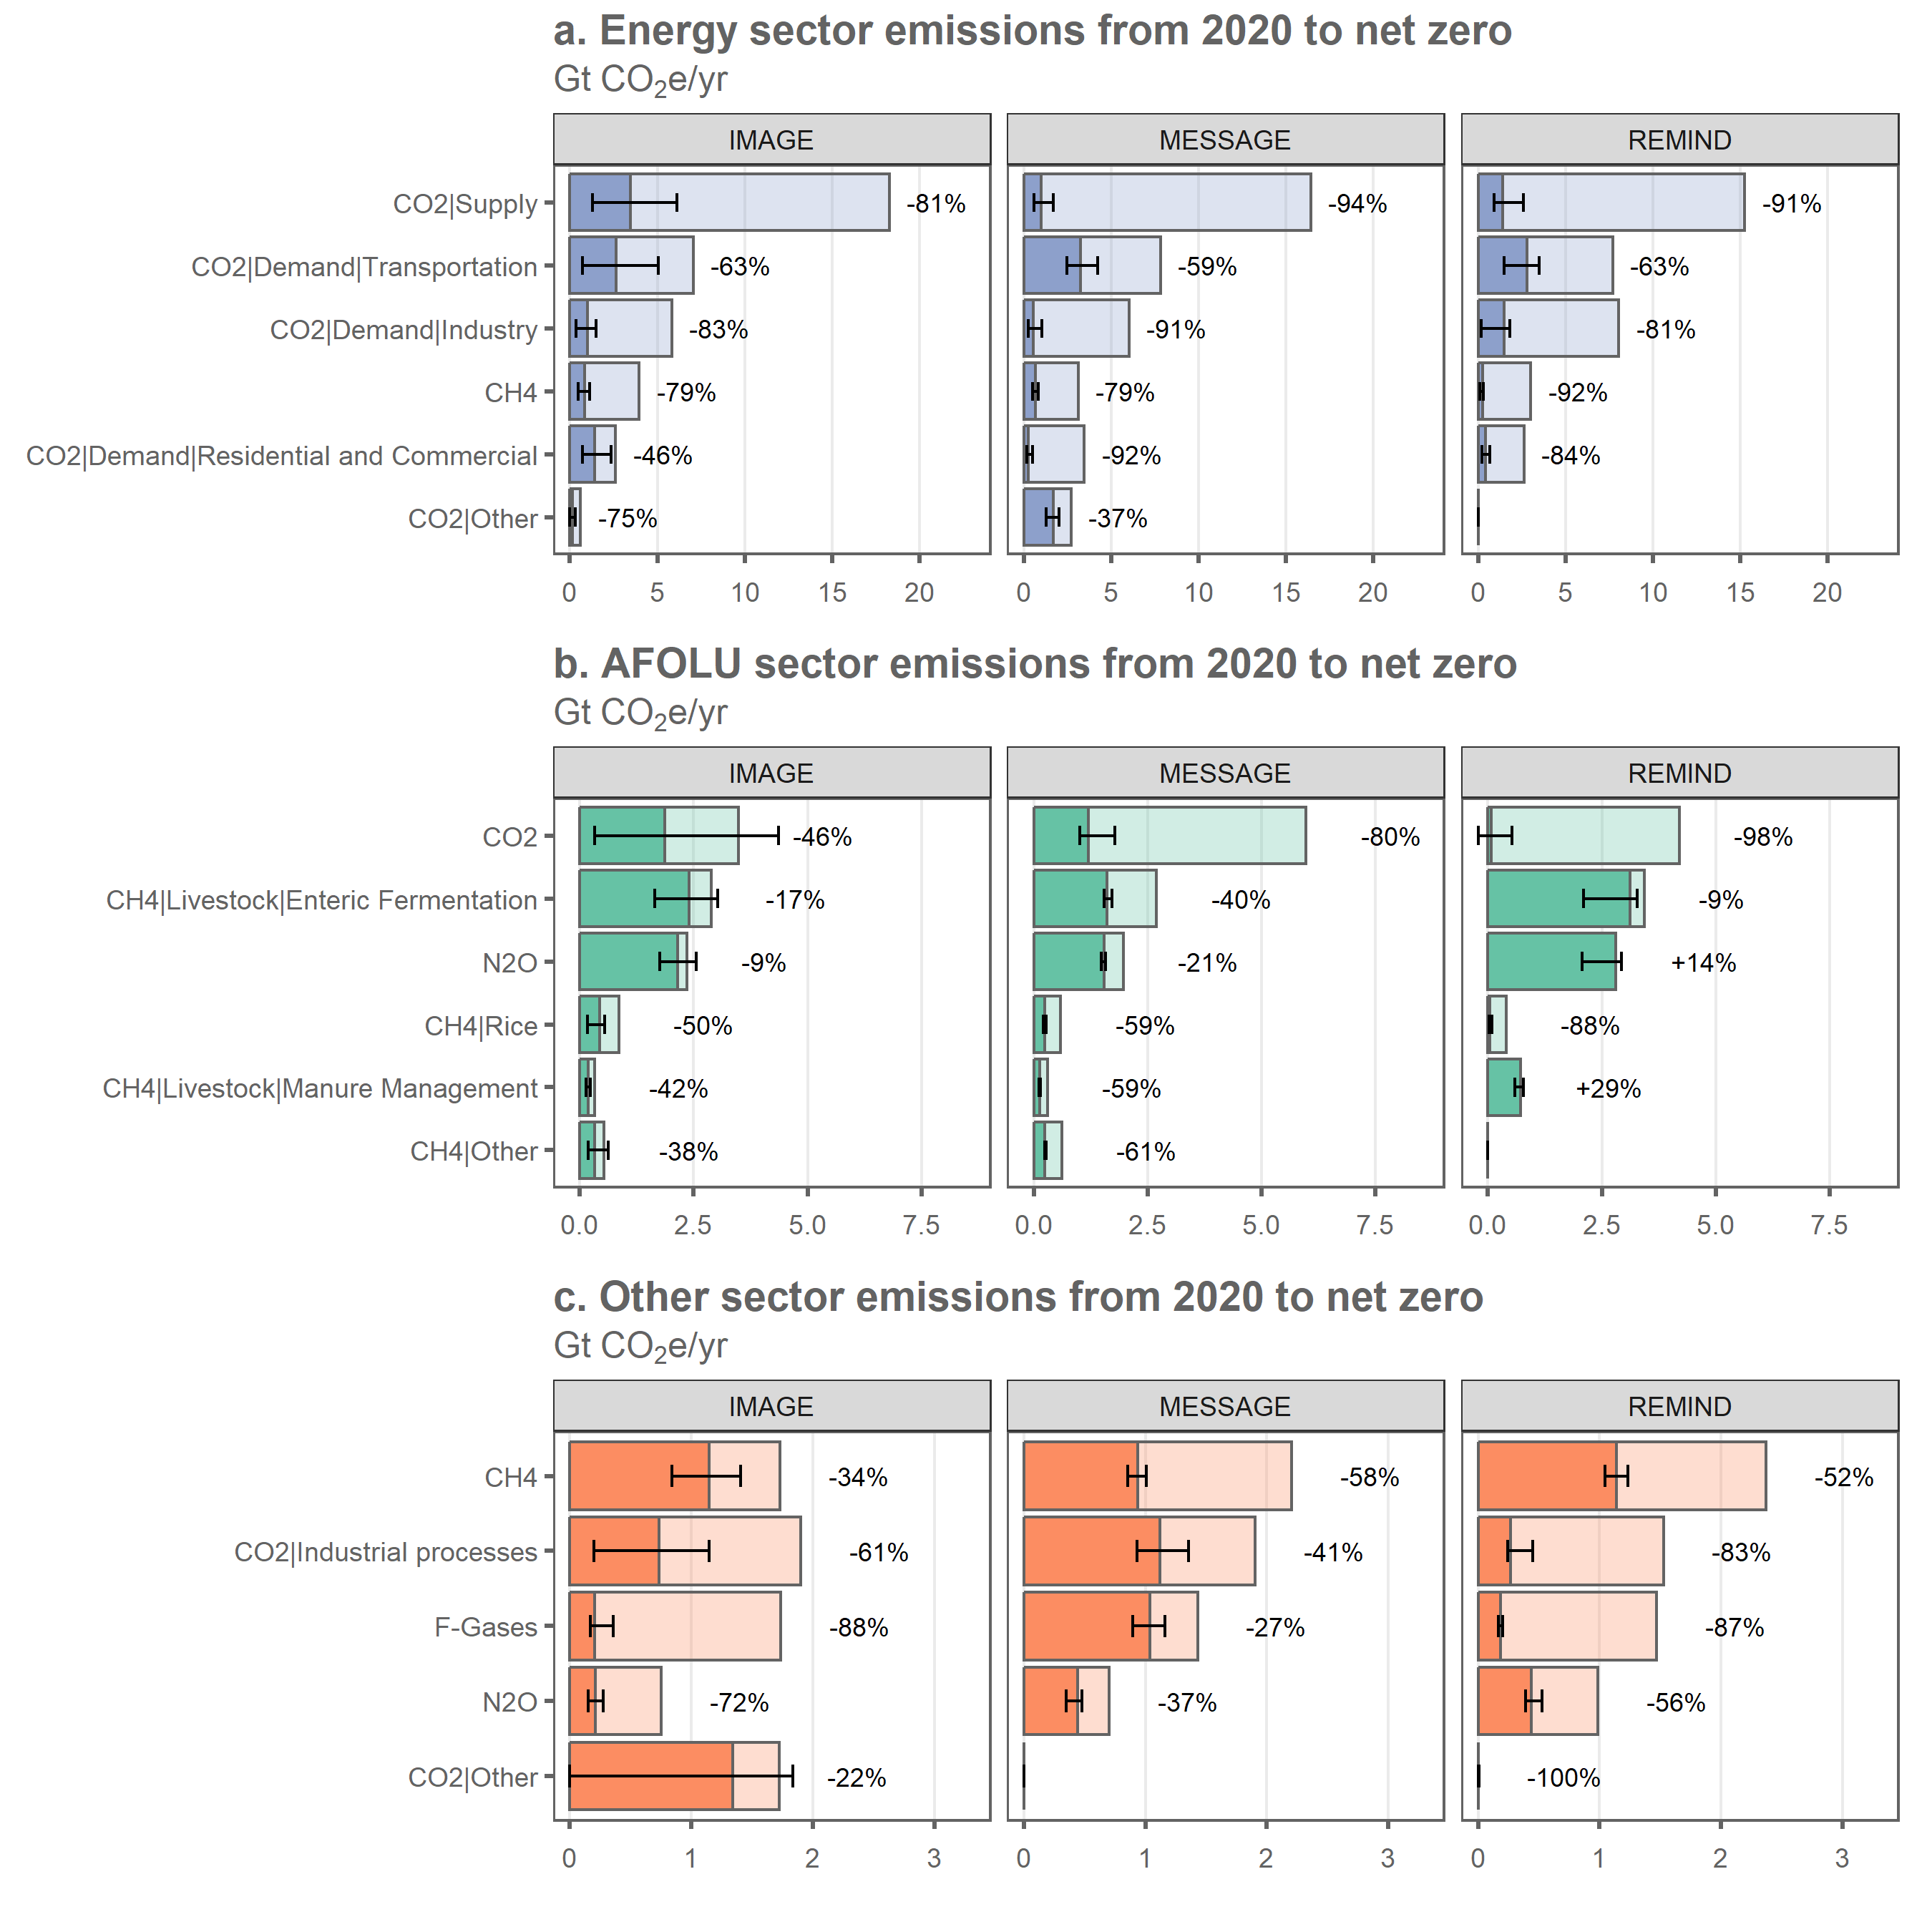 a. Energy sector emissions from 2020 to net zero
Gt CO₂e/yr
IMAGE MESSAGE REMIND
CO2|Supply -81% -94% -91%
CO2|Demand|Transportation -63% -59% -63%
CO2|Demand|Industry -83% -91% -81%
CH4 -79% -79% -92%
CO2|Demand|Residential and Commercial -46% -92% -84%
CO2|Other -75% -37%
0 5 10 15 20 0 5 10 15 20 0 5 10 15 20
b. AFOLU sector emissions from 2020 to net zero
Gt CO₂e/yr
IMAGE MESSAGE REMIND
CO2 -46% -80% -98%
CH4|Livestock|Enteric Fermentation -17% -40% -9%
N2O -9% -21% +14%
CH4|Rice -50% -59% -88%
CH4|Livestock|Manure Management -42% -59% +29%
CH4|Other -38% -61%
0.0 2.5 5.0 7.5 0.0 2.5 5.0 7.5 0.0 2.5 5.0 7.5
c. Other sector emissions from 2020 to net zero
Gt CO₂e/yr
IMAGE MESSAGE REMIND
CH4 -34% -58% -52%
CO2|Industrial processes -61% -41% -83%
F-Gases -88% -27% -87%
N2O -72% -37% -56%
CO2|Other -22% -100%
0 1 2 3 0 1 2 3 0 1 2 3